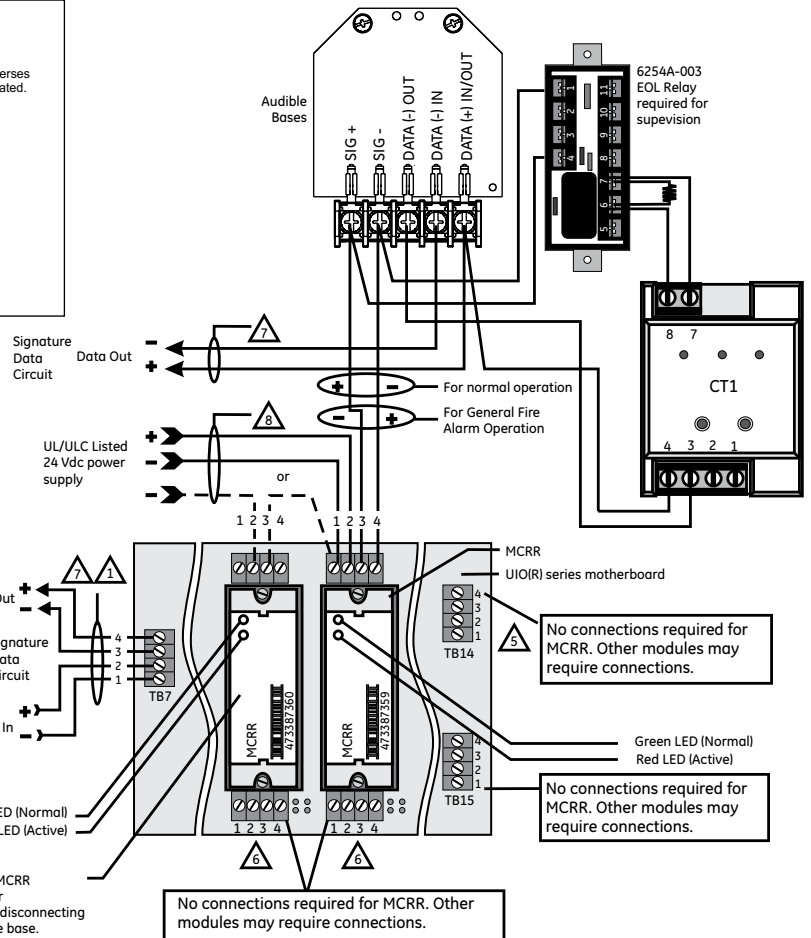 erses
ated.
Audible
Bases
SIG +
SIG -
DATA (-) OUT
DATA (-) IN
DATA (+) IN/OUT
1
2
3
4
11
10
9
8
7
6
5
6254A-003
EOL Relay
required for
supevision
8 7
CT1
4 3 2 1
Signature
Data
Circuit
Data Out
-
+
7
+ -
For normal operation
- +
For General Fire
Alarm Operation
8
UL/ULC Listed
24 Vdc power
supply
+
-
-
or
1 2 3 4
1 2 3 4
MCRR
UIO(R) series motherboard
7
1
Out
+
-
gnature
ata
rcuit
+
In
-
4
3
2
1
TB7
MCRR
473387360
MCRR
473387359
4
3
2
1
TB14
5
No connections required for
MCRR. Other modules may
require connections.
Green LED (Normal)
Red LED (Active)
4
3
2
1
TB15
No connections required for
MCRR. Other modules may
require connections.
ED (Normal)
LED (Active)
1 2 3 4
1 2 3 4
6
6
MCRR
r
disconnecting
e base.
No connections required for MCRR. Other
modules may require connections.